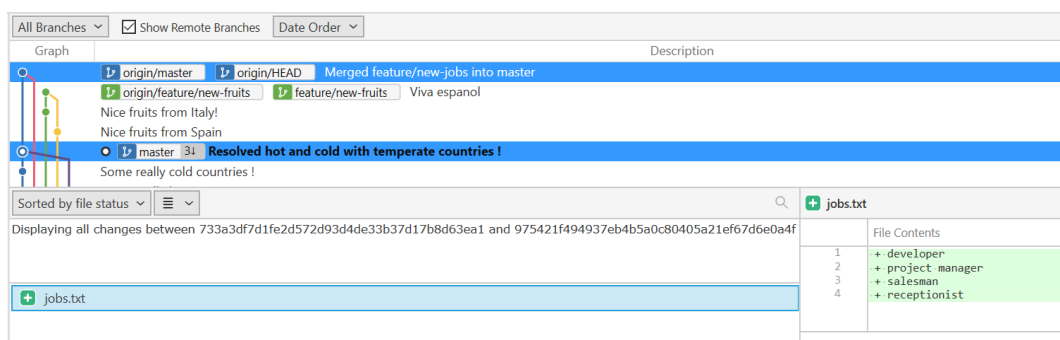 All Branches Show Remote Branches Date Order
Graph Description
origin/master origin/HEAD Merged feature/new-jobs into master
origin/feature/new-fruits feature/new-fruits Viva espanol
Nice fruits from Italy!
Nice fruits from Spain
master 3↓ Resolved hot and cold with temperate countries !
Some really cold countries !
Sorted by file status
jobs.txt
Displaying all changes between 733a3df7d1fe2d572d93d4de33b37d17b8d63ea1 and 975421f494937eb4b5a0c80405a21ef67d6e0a4f
File Contents
1 + developer
2 + project manager
3 + salesman
4 + receptionist
jobs.txt